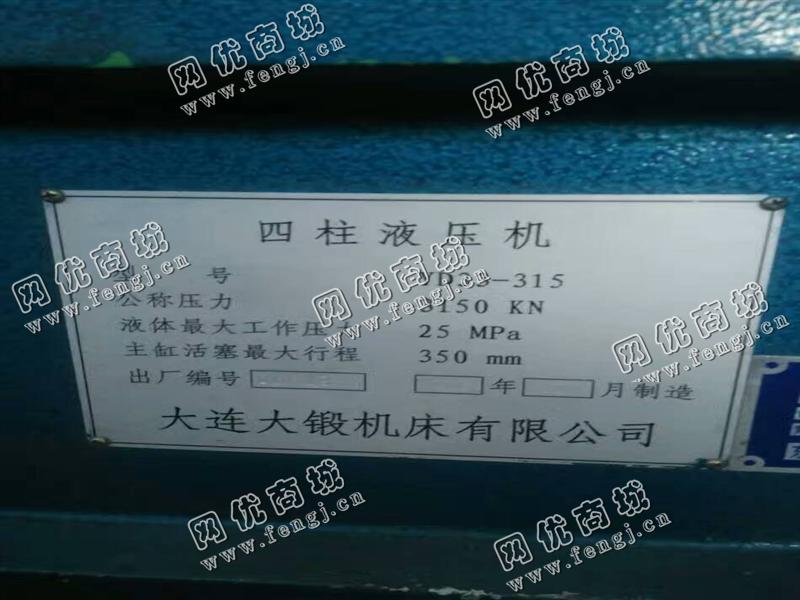 网优商城
www.fengj.cn
网优商城
www.fengj.cn
四柱液压机
型 号 -315
公称压力 3150 KN
液体最大工作压力 25 MPa
主缸活塞最大行程 350 mm
出厂编号 年 月制造
大连大锻机床有限公司
网优商城
www.fengj.cn
网优商城
www.fengj.cn
网优商城
www.fengj.cn
网优商城
www.fengj.cn
网优商城
www.fengj.cn